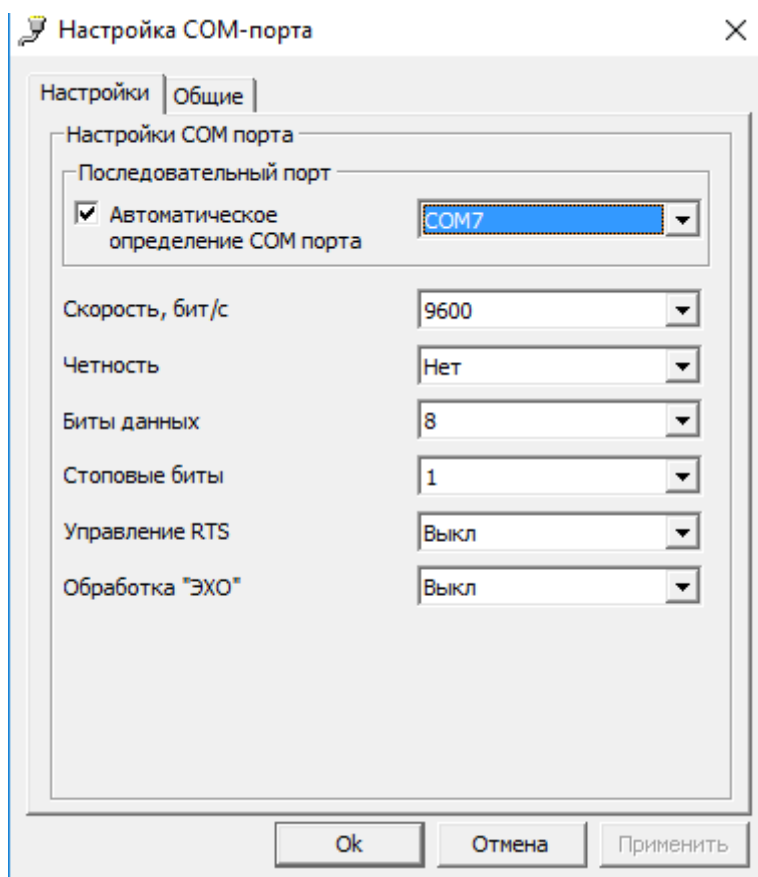 Настройка COM-порта
Настройки Общие
Настройки COM порта
Последовательный порт
Автоматическое COM7
определение COM порта
Скорость, бит/с 9600
Четность Нет
Биты данных 8
Стоповые биты 1
Управление RTS Выкл
Обработка "ЭХО" Выкл
Ok Отмена Применить